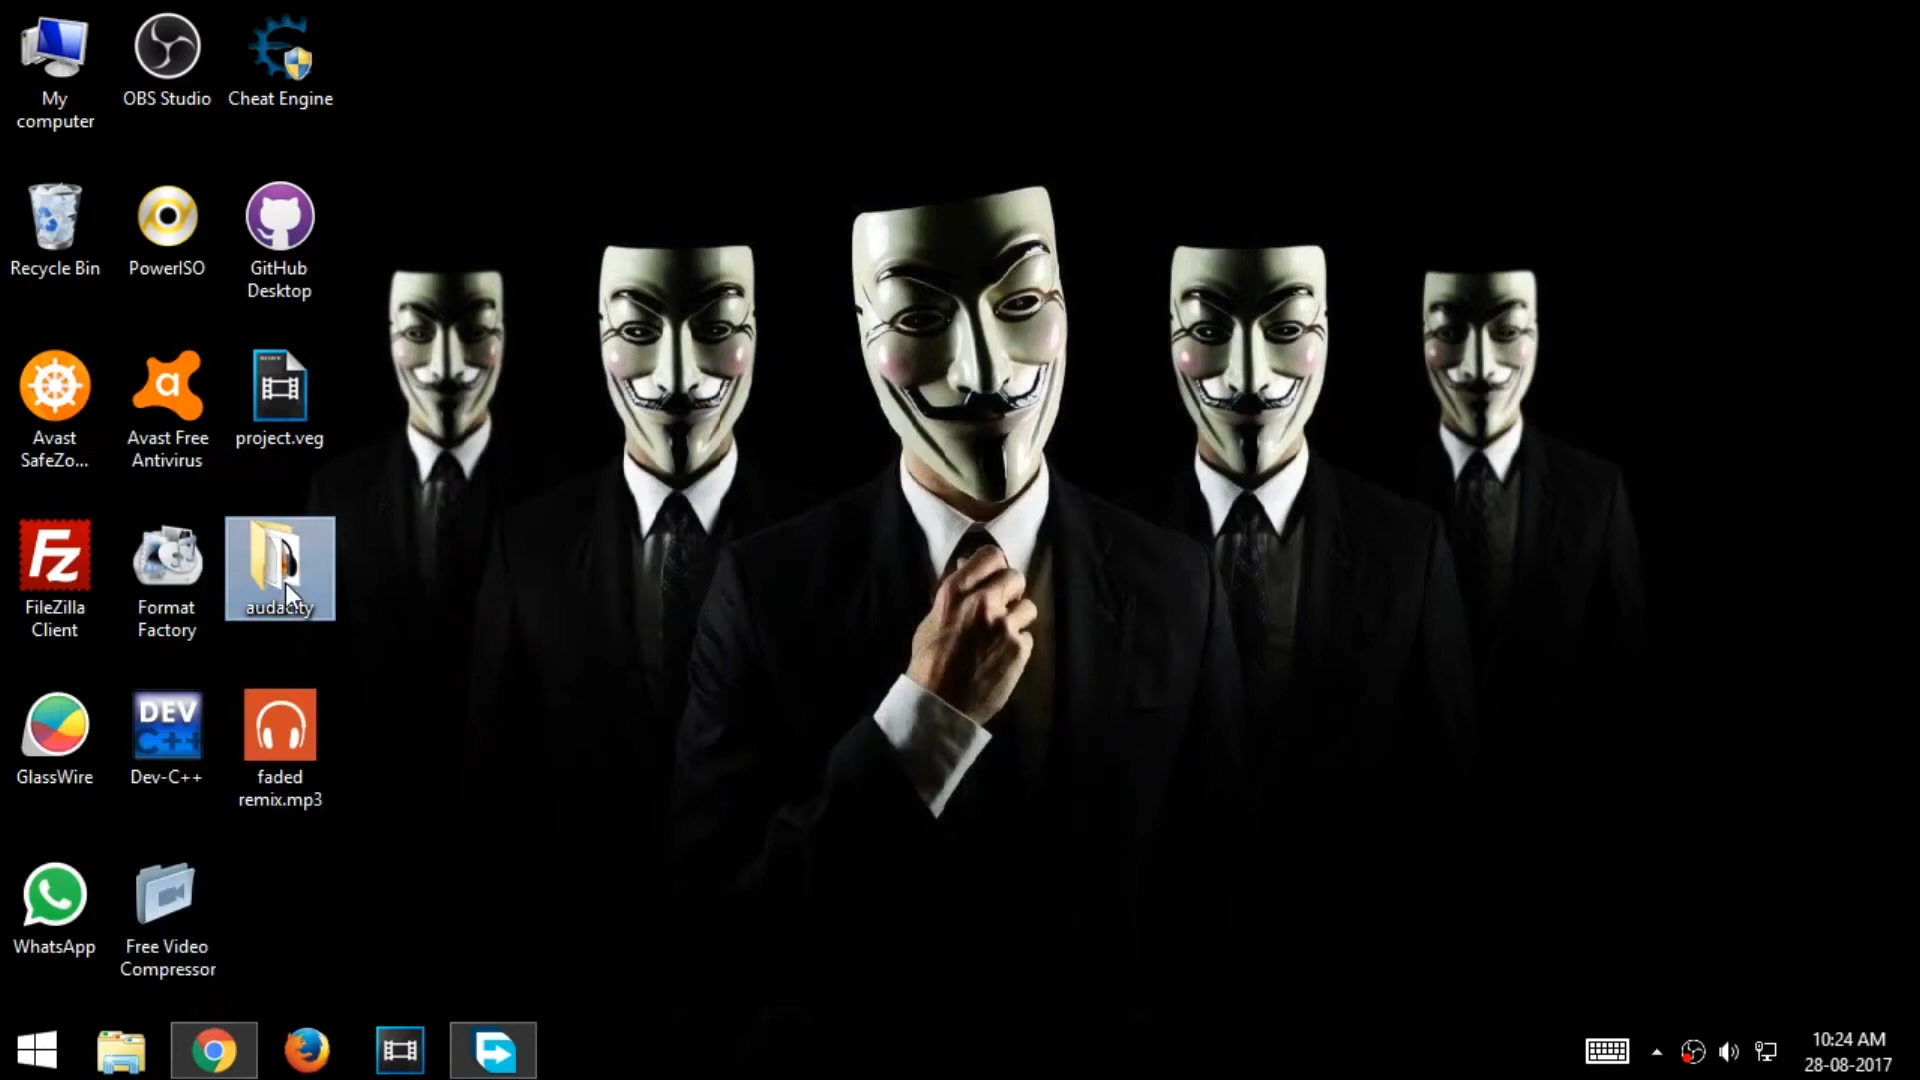 My
computer
OBS Studio
Cheat Engine
Recycle Bin
PowerISO
GitHub
Desktop
Avast
SafeZo...
a
Avast Free
Antivirus
SONY
project.veg
Fz
FileZilla
Client
Format
Factory
audacity
GlassWire
DEV
C++
Dev-C++
faded
remix.mp3
WhatsApp
Free Video
Compressor
10:24 AM
28-08-2017